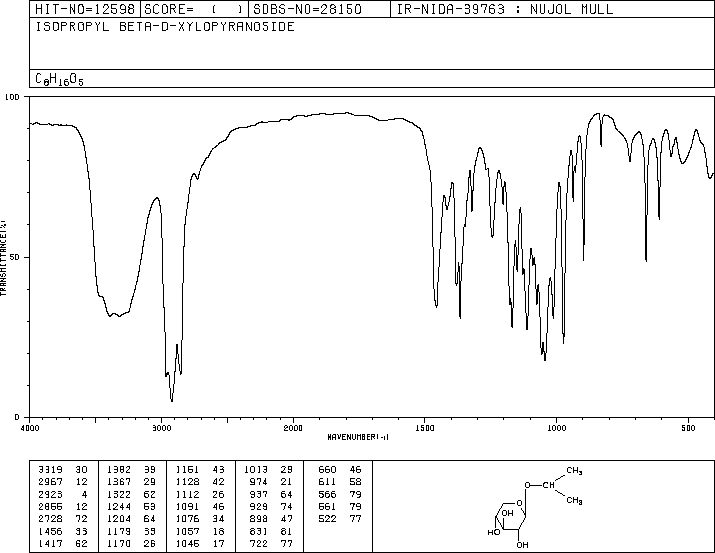 HIT-NO=12598 SCORE= ( ) SDBS-NO=28150 IR-NIDA-39763 : NUJOL MULL
ISOPROPYL BETA-D-XYLOPYRANOSIDE
C8H16O5
100
50
0
TRANSMITTANCE(%)
4000 3000 2000 1500 1000 500
WAVENUMBER(-1)
3319 30 1382 39 1151 43 1013 29 660 46
2967 12 1367 29 1128 42 974 21 611 58
2923 4 1322 62 1112 26 937 64 566 79
2855 12 1244 53 1091 46 929 74 561 79
2728 72 1204 64 1076 34 898 47 522 77
1456 33 1179 33 1057 18 831 81
1417 62 1170 26 1045 17 722 77
CH3
O CH
CH3
O
OH
HO
OH